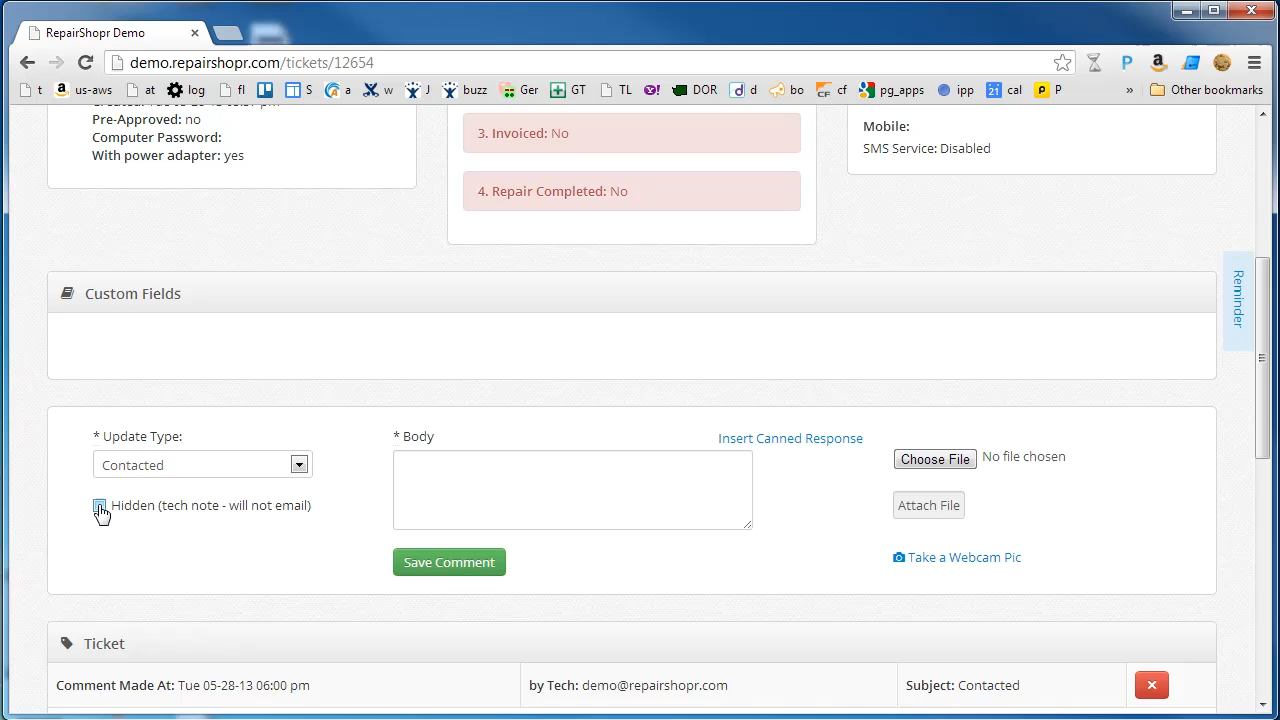 RepairShopr Demo
demo.repairshopr.com/tickets/12654
t us-aws at log fl S a w J buzz Ger GT TL DOR d bo cf pg_apps ipp cal P » Other bookmarks
Pre-Approved: no
Computer Password:
With power adapter: yes
3. Invoiced: No
4. Repair Completed: No
Mobile:
SMS Service: Disabled
Reminder
Custom Fields
* Update Type:
Contacted
Hidden (tech note - will not email)
* Body
Insert Canned Response
Save Comment
Choose File No file chosen
Attach File
Take a Webcam Pic
Ticket
Comment Made At: Tue 05-28-13 06:00 pm by Tech: demo@repairshopr.com Subject: Contacted